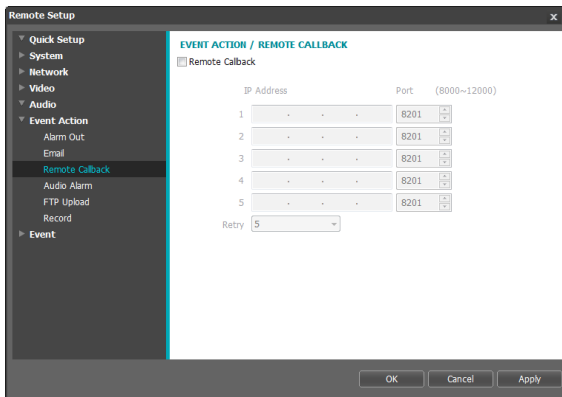 Remote Setup
x
Quick Setup
System
Network
Video
Audio
Event Action
Alarm Out
Email
Remote Callback
Audio Alarm
FTP Upload
Record
Event
EVENT ACTION / REMOTE CALLBACK
Remote Callback
IP Address Port (8000~12000)
1 . . . 8201
2 . . . 8201
3 . . . 8201
4 . . . 8201
5 . . . 8201
Retry 5
OK Cancel Apply